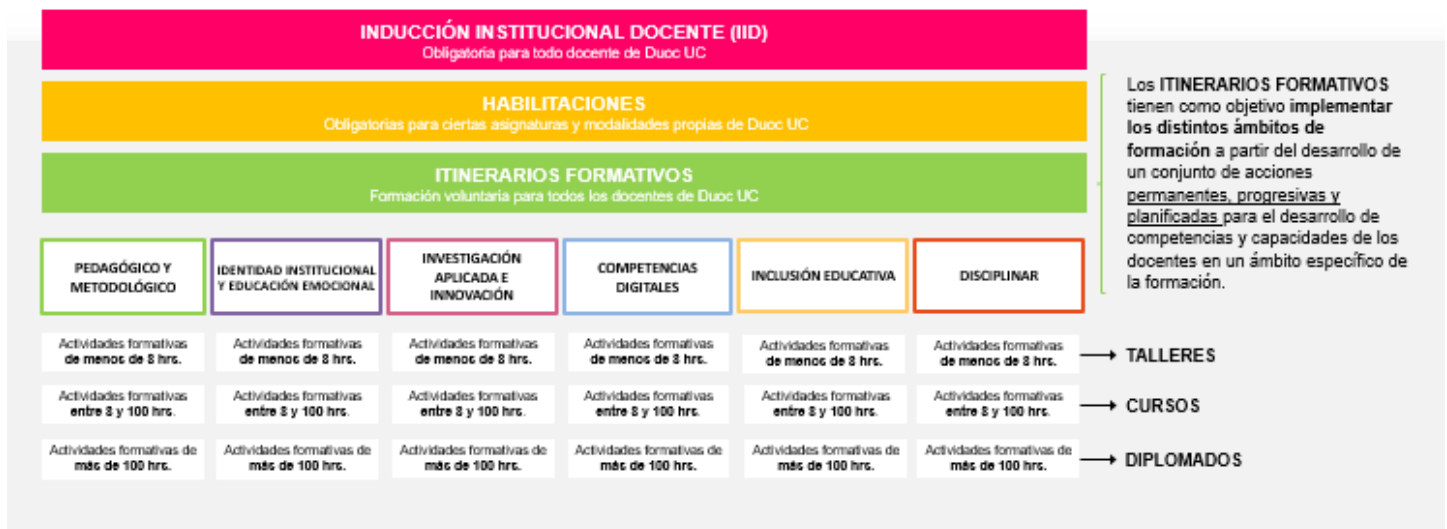 INDUCCIÓN INSTITUCIONAL DOCENTE (IID)
Obligatoria para todo docente de Duoc UC
HABILITACIONES
Obligatorias para ciertas asignaturas y modalidades propias de Duoc UC
ITINERARIOS FORMATIVOS
Formación voluntaria para todos los docentes de Duoc UC
Los ITINERARIOS FORMATIVOS
tienen como objetivo implementar
los distintos ámbitos de
formación a partir del desarrollo de
un conjunto de acciones
permanentes, progresivas y
planificadas para el desarrollo de
competencias y capacidades de los
docentes en un ámbito específico de
la formación.
PEDAGÓGICO Y
METODOLÓGICO
IDENTIDAD INSTITUCIONAL
Y EDUCACIÓN EMOCIONAL
INVESTIGACIÓN
APLICADA E
INNOVACIÓN
COMPETENCIAS
DIGITALES
INCLUSIÓN EDUCATIVA
DISCIPLINAR
Actividades formativas
de menos de 8 hrs.
Actividades formativas
de menos de 8 hrs.
Actividades formativas
de menos de 8 hrs.
Actividades formativas
de menos de 8 hrs.
Actividades formativas
de menos de 8 hrs.
Actividades formativas
de menos de 8 hrs.
TALLERES
Actividades formativas
entre 8 y 100 hrs.
Actividades formativas
entre 8 y 100 hrs.
Actividades formativas
entre 8 y 100 hrs.
Actividades formativas
entre 8 y 100 hrs.
Actividades formativas
entre 8 y 100 hrs.
Actividades formativas
entre 8 y 100 hrs.
CURSOS
Actividades formativas de
más de 100 hrs.
Actividades formativas de
más de 100 hrs.
Actividades formativas de
más de 100 hrs.
Actividades formativas de
más de 100 hrs.
Actividades formativas de
más de 100 hrs.
Actividades formativas de
más de 100 hrs.
DIPLOMADOS